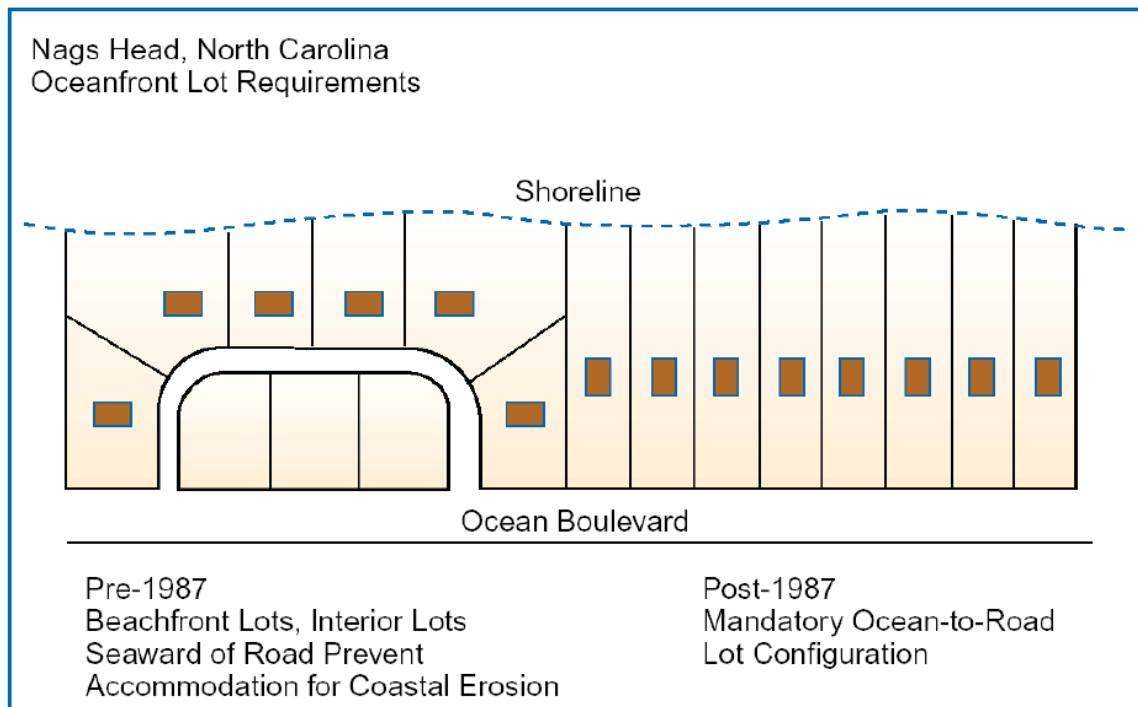 Nags Head, North Carolina
Oceanfront Lot Requirements
Shoreline
Ocean Boulevard
Pre-1987
Beachfront Lots, Interior Lots
Seaward of Road Prevent
Accommodation for Coastal Erosion
Post-1987
Mandatory Ocean-to-Road
Lot Configuration